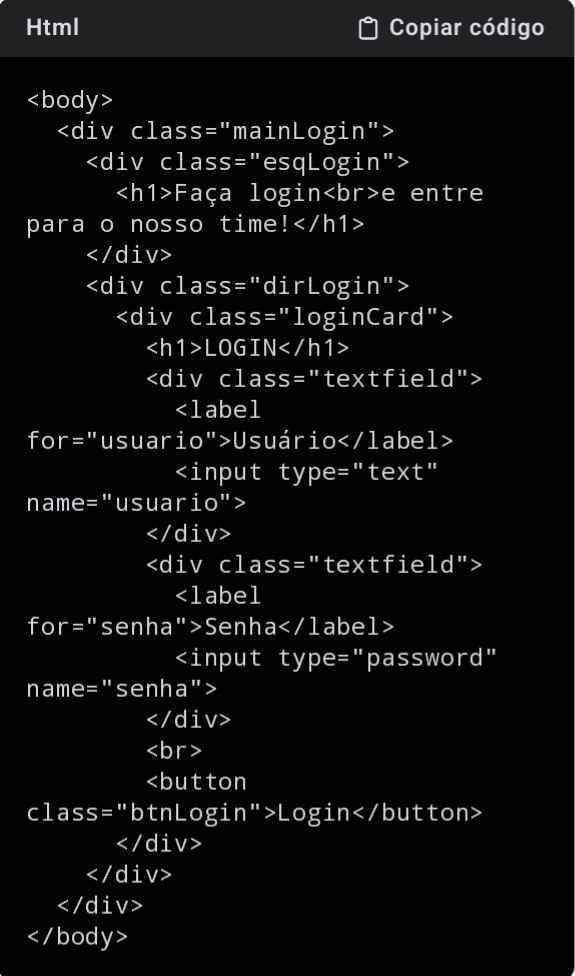 Html
Copiar código
<body>
  <div class="mainLogin">
    <div class="esqLogin">
      <h1>Faça login<br>e entre
para o nosso time!</h1>
    </div>
    <div class="dirLogin">
      <div class="loginCard">
        <h1>LOGIN</h1>
        <div class="textfield">
          <label
for="usuario">Usuário</label>
          <input type="text"
name="usuario">
        </div>
        <div class="textfield">
          <label
for="senha">Senha</label>
          <input type="password"
name="senha">
        </div>
        <br>
        <button
class="btnLogin">Login</button>
      </div>
    </div>
  </div>
</body>